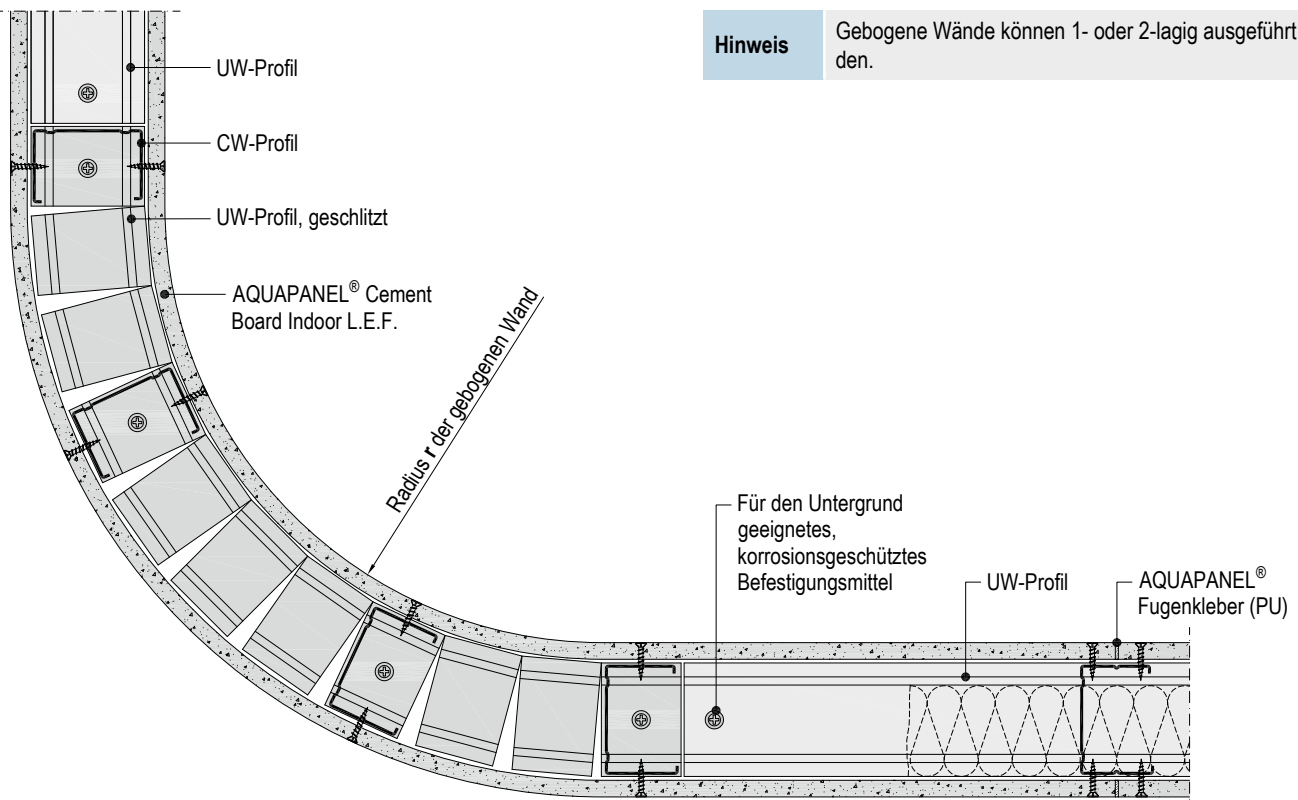 Hinweis
Gebogene Wände können 1- oder 2-lagig ausgeführt
den.
UW-Profil
CW-Profil
UW-Profil, geschlitzt
AQUAPANEL® Cement
Board Indoor L.E.F.
Radius r der gebogenen Wand
Für den Untergrund
geeignetes,
korrosionsgeschütztes
Befestigungsmittel
UW-Profil
AQUAPANEL®
Fugenkleber (PU)